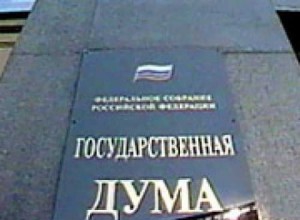 ФЕДЕРАЛЬНОЕ СОБРАНИЕ
РОССИЙСКОЙ ФЕДЕРАЦИИ
ГОСУДАРСТВЕННАЯ
ДУМА